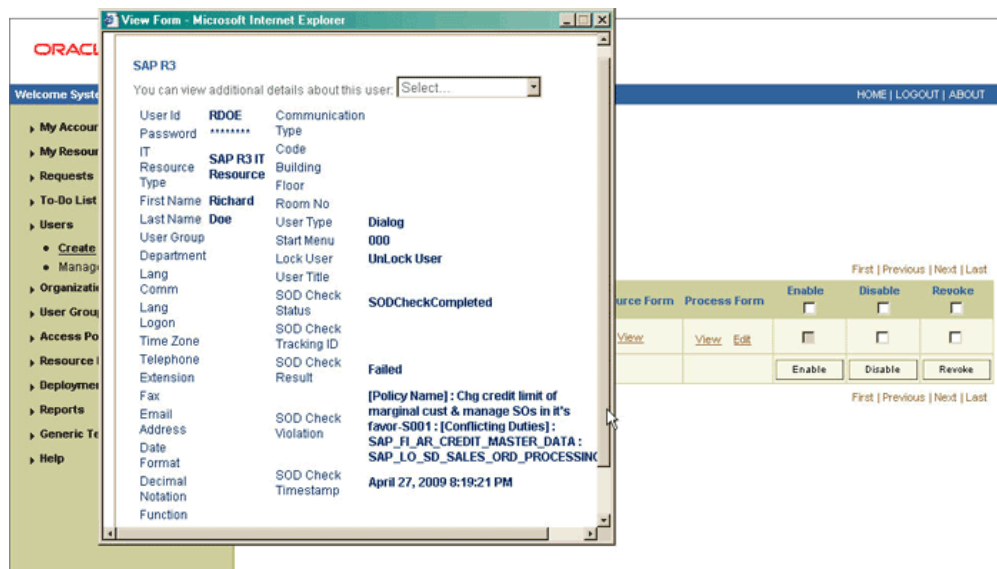 View Form - Microsoft Internet Explorer
SAP R3
You can view additional details about this user: Select...
User Id RDOE
Password ********
IT Resource Type SAP R3 IT Resource
First Name Richard
Last Name Doe
User Group
Department
Lang Comm
Lang Logon
Time Zone
Telephone
Extension
Fax
Email Address
Date Format
Decimal Notation
Function
Communication Type
Code
Building
Floor
Room No
User Type Dialog
Start Menu 000
Lock User UnLock User
User Title
SOD Check Status SODCheckCompleted
SOD Check Tracking ID
SOD Check Result Failed
SOD Check Violation
[Policy Name] : Chg credit limit of
marginal cust & manage SOs in it's
favor-S001 : [Conflicting Duties] :
SAP_FI_AR_CREDIT_MASTER_DATA :
SAP_LO_SD_SALES_ORD_PROCESSING
SOD Check Timestamp April 27, 2009 8:19:21 PM
ORACL
Welcome Syste
HOME | LOGOUT | ABOUT
My Accour
My Resour
Requests
To-Do List
Users
Create
Manag
Organizati
User Grou
Access Po
Resource
Deploymer
Reports
Generic Te
Help
First | Previous | Next | Last
urce Form Process Form Enable Disable Revoke
View View Edit
Enable Disable Revoke
First | Previous | Next | Last